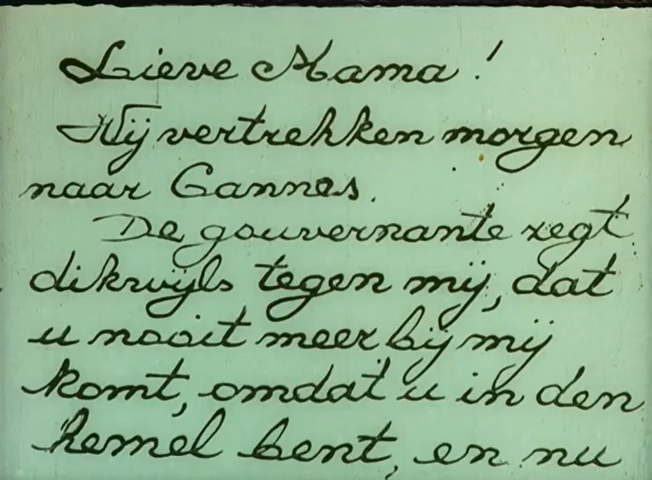 Lieve Mama!
Wij vertrekken morgen
naar Cannes.
De gouvernante zegt
dikwijls tegen mij, dat
u nooit meer bij mij
komt, omdat u in den
hemel bent, en nu